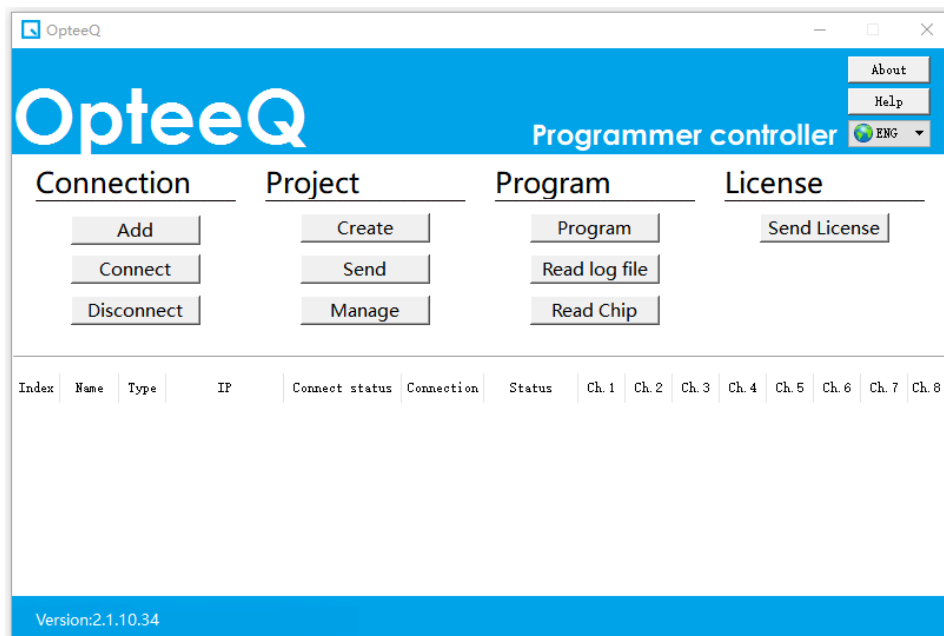 OpteeQ
About
OpteeQ
Help
Programmer controller
ENG
Connection Project Program License
Add Create Program Send License
Connect Send Read log file
Disconnect Manage Read Chip
Index Name Type IP Connect status Connection Status Ch.1 Ch.2 Ch.3 Ch.4 Ch.5 Ch.6 Ch.7 Ch.8
Version:2.1.10.34